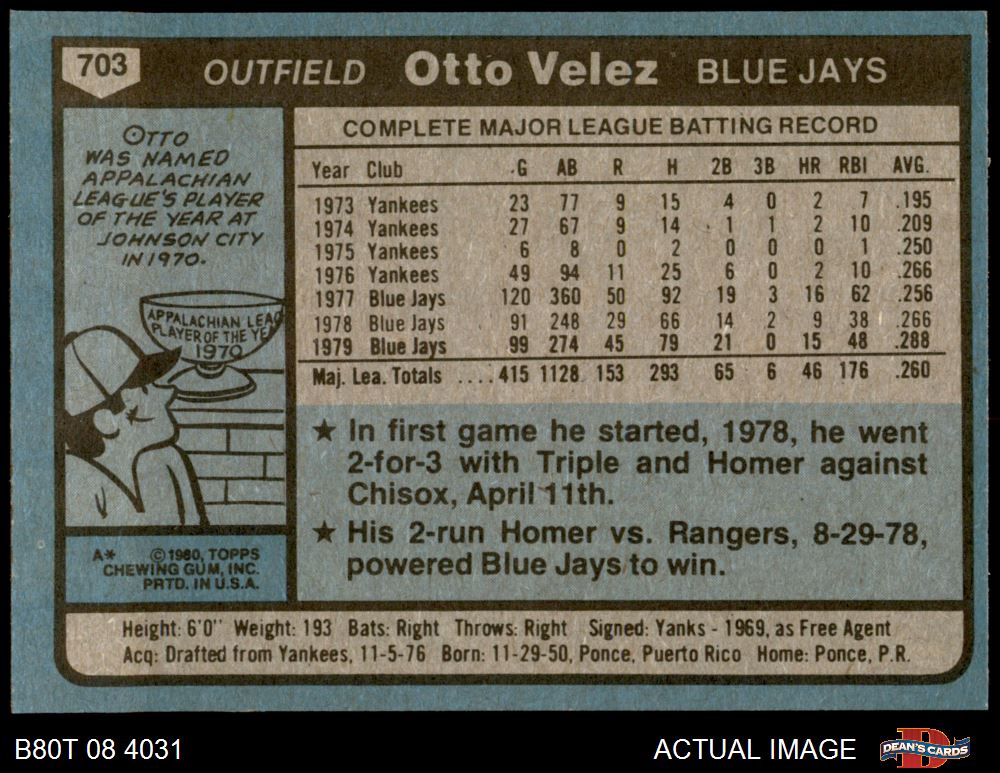 703 OUTFIELD Otto Velez BLUE JAYS
OTTO
WAS NAMED
APPALACHIAN
LEAGUE'S PLAYER
OF THE YEAR AT
JOHNSON CITY
IN 1970.
APPALACHIAN LEAG
PLAYER OF THE YEA
1970
A* © 1980, TOPPS
CHEWING GUM, INC.
PRTD. IN U.S.A.
COMPLETE MAJOR LEAGUE BATTING RECORD
Year Club G AB R H 2B 3B HR RBI AVG.
1973 Yankees 23 77 9 15 4 0 2 7 .195
1974 Yankees 27 67 9 14 1 1 2 10 .209
1975 Yankees 6 8 0 2 0 0 0 1 .250
1976 Yankees 49 94 11 25 6 0 2 10 .266
1977 Blue Jays 120 360 50 92 19 3 16 62 .256
1978 Blue Jays 91 248 29 66 14 2 9 38 .266
1979 Blue Jays 99 274 45 79 21 0 15 48 .288
Maj. Lea. Totals ....415 1128 153 293 65 6 46 176 .260
★ In first game he started, 1978, he went
2-for-3 with Triple and Homer against
Chisox, April 11th.
★ His 2-run Homer vs. Rangers, 8-29-78,
powered Blue Jays to win.
Height: 6'0" Weight: 193 Bats: Right Throws: Right Signed: Yanks - 1969, as Free Agent
Acq: Drafted from Yankees, 11-5-76 Born: 11-29-50, Ponce, Puerto Rico Home: Ponce, P.R.
B80T 08 4031 ACTUAL IMAGE DEAN'S CARDS